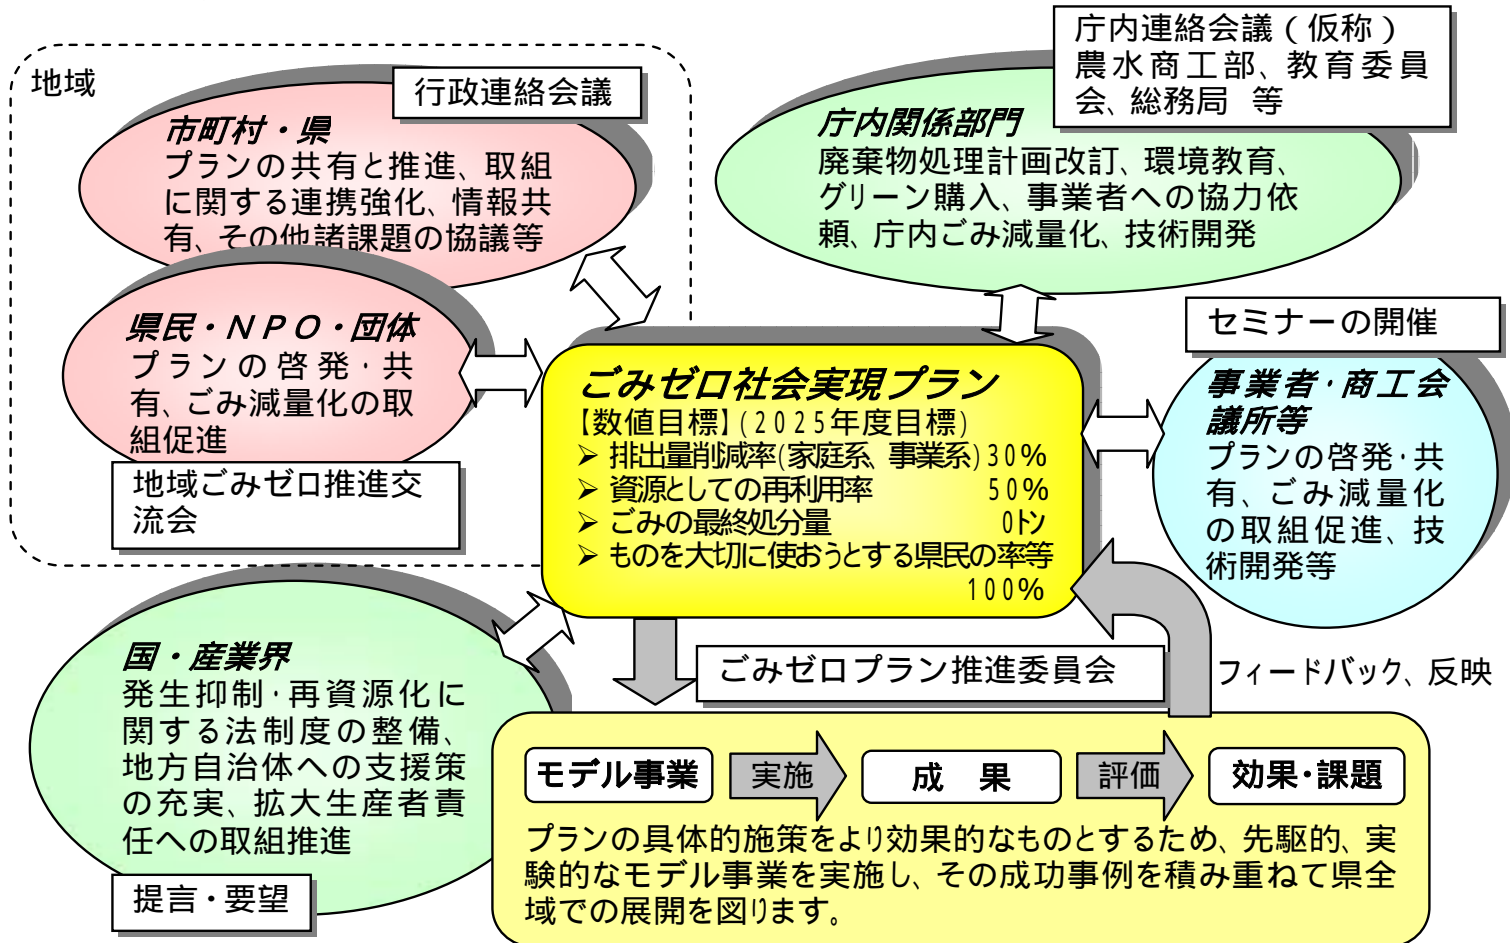 地域
行政連絡会議
市町村・県
プランの共有と推進、取組
に関する連携強化、情報共
有、その他諸課題の協議等
庁内連絡会議（仮称）
農水商工部、教育委員
会、総務局 等
庁内関係部門
廃棄物処理計画改訂、環境教育、
グリーン購入、事業者への協力依
頼、庁内ごみ減量化、技術開発
県民・ＮＰＯ・団体
プランの啓発・共
有、ごみ減量化の取
組促進
地域ごみゼロ推進交
流会
ごみゼロ社会実現プラン
【数値目標】(2025年度目標)
➢ 排出量削減率(家庭系、事業系)30%
➢ 資源としての再利用率 50%
➢ ごみの最終処分量 0トン
➢ ものを大切に使おうとする県民の率等
100%
セミナーの開催
事業者・商工会
議所等
プランの啓発・共
有、ごみ減量化
の取組促進、技
術開発等
国・産業界
発生抑制・再資源化に
関する法制度の整備、
地方自治体への支援策
の充実、拡大生産者責
任への取組推進
提言・要望
ごみゼロプラン推進委員会
フィードバック、反映
モデル事業 実施 成 果 評価 効果・課題
プランの具体的施策をより効果的なものとするため、先駆的、実
験的なモデル事業を実施し、その成功事例を積み重ねて県全
域での展開を図ります。